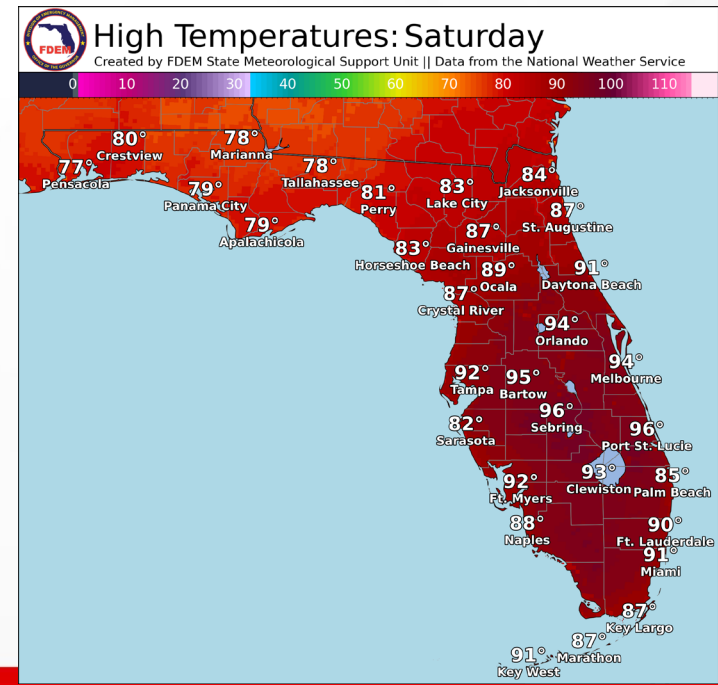 FDEM
High Temperatures: Saturday
Created by FDEM State Meteorological Support Unit || Data from the National Weather Service
0 10 20 30 40 50 60 70 80 90 100 110
80°
Crestview
78°
Marianna
77°
Pensacola
79°
Panama City
78°
Tallahassee
79°
Apalachicola
81°
Perry
83°
Lake City
84°
Jacksonville
87°
St. Augustine
87°
Gainesville
83°
Horseshoe Beach
89°
Ocala
91°
Daytona Beach
87°
Crystal River
94°
Orlando
94°
Melbourne
92°
Tampa
95°
Bartow
96°
Sebring
82°
Sarasota
96°
Port St. Lucie
93°
Clewiston
85°
Palm Beach
92°
Ft. Myers
88°
Naples
90°
Ft. Lauderdale
91°
Miami
87°
Key Largo
87°
Marathon
91°
Key West